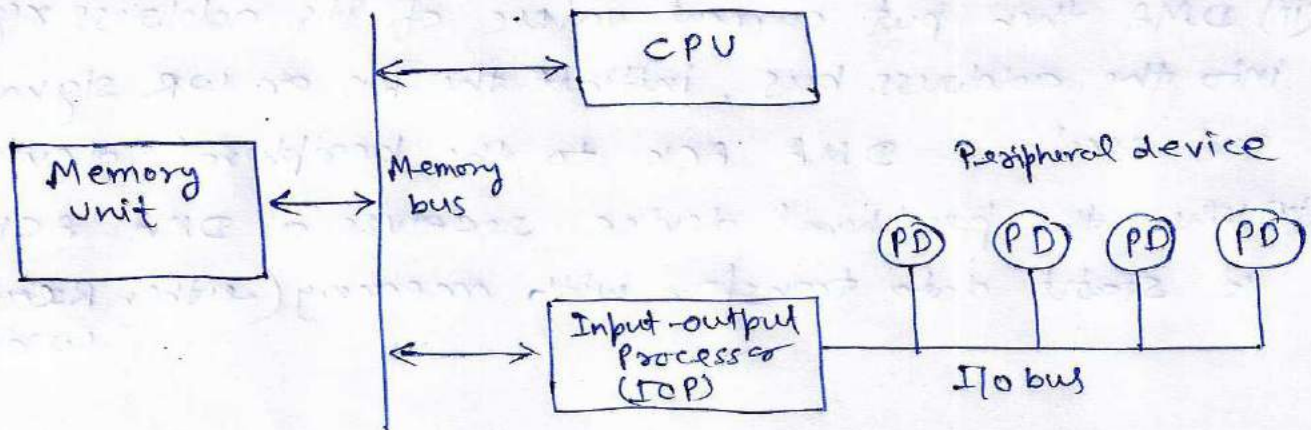 CPU
Memory
unit
Memory
bus
Peripheral device
PD
PD
PD
PD
Input-output
Processor
(IOP)
I/O bus